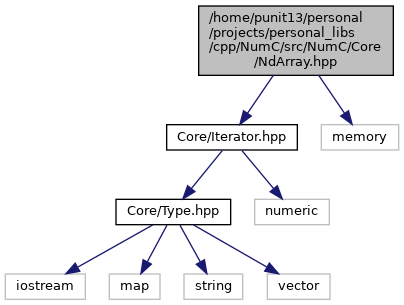 /home/punit13/personal
/projects/personal_libs
/cpp/NumC/src/NumC/Core
/NdArray.hpp
Core/Iterator.hpp
memory
Core/Type.hpp
numeric
iostream
map
string
vector